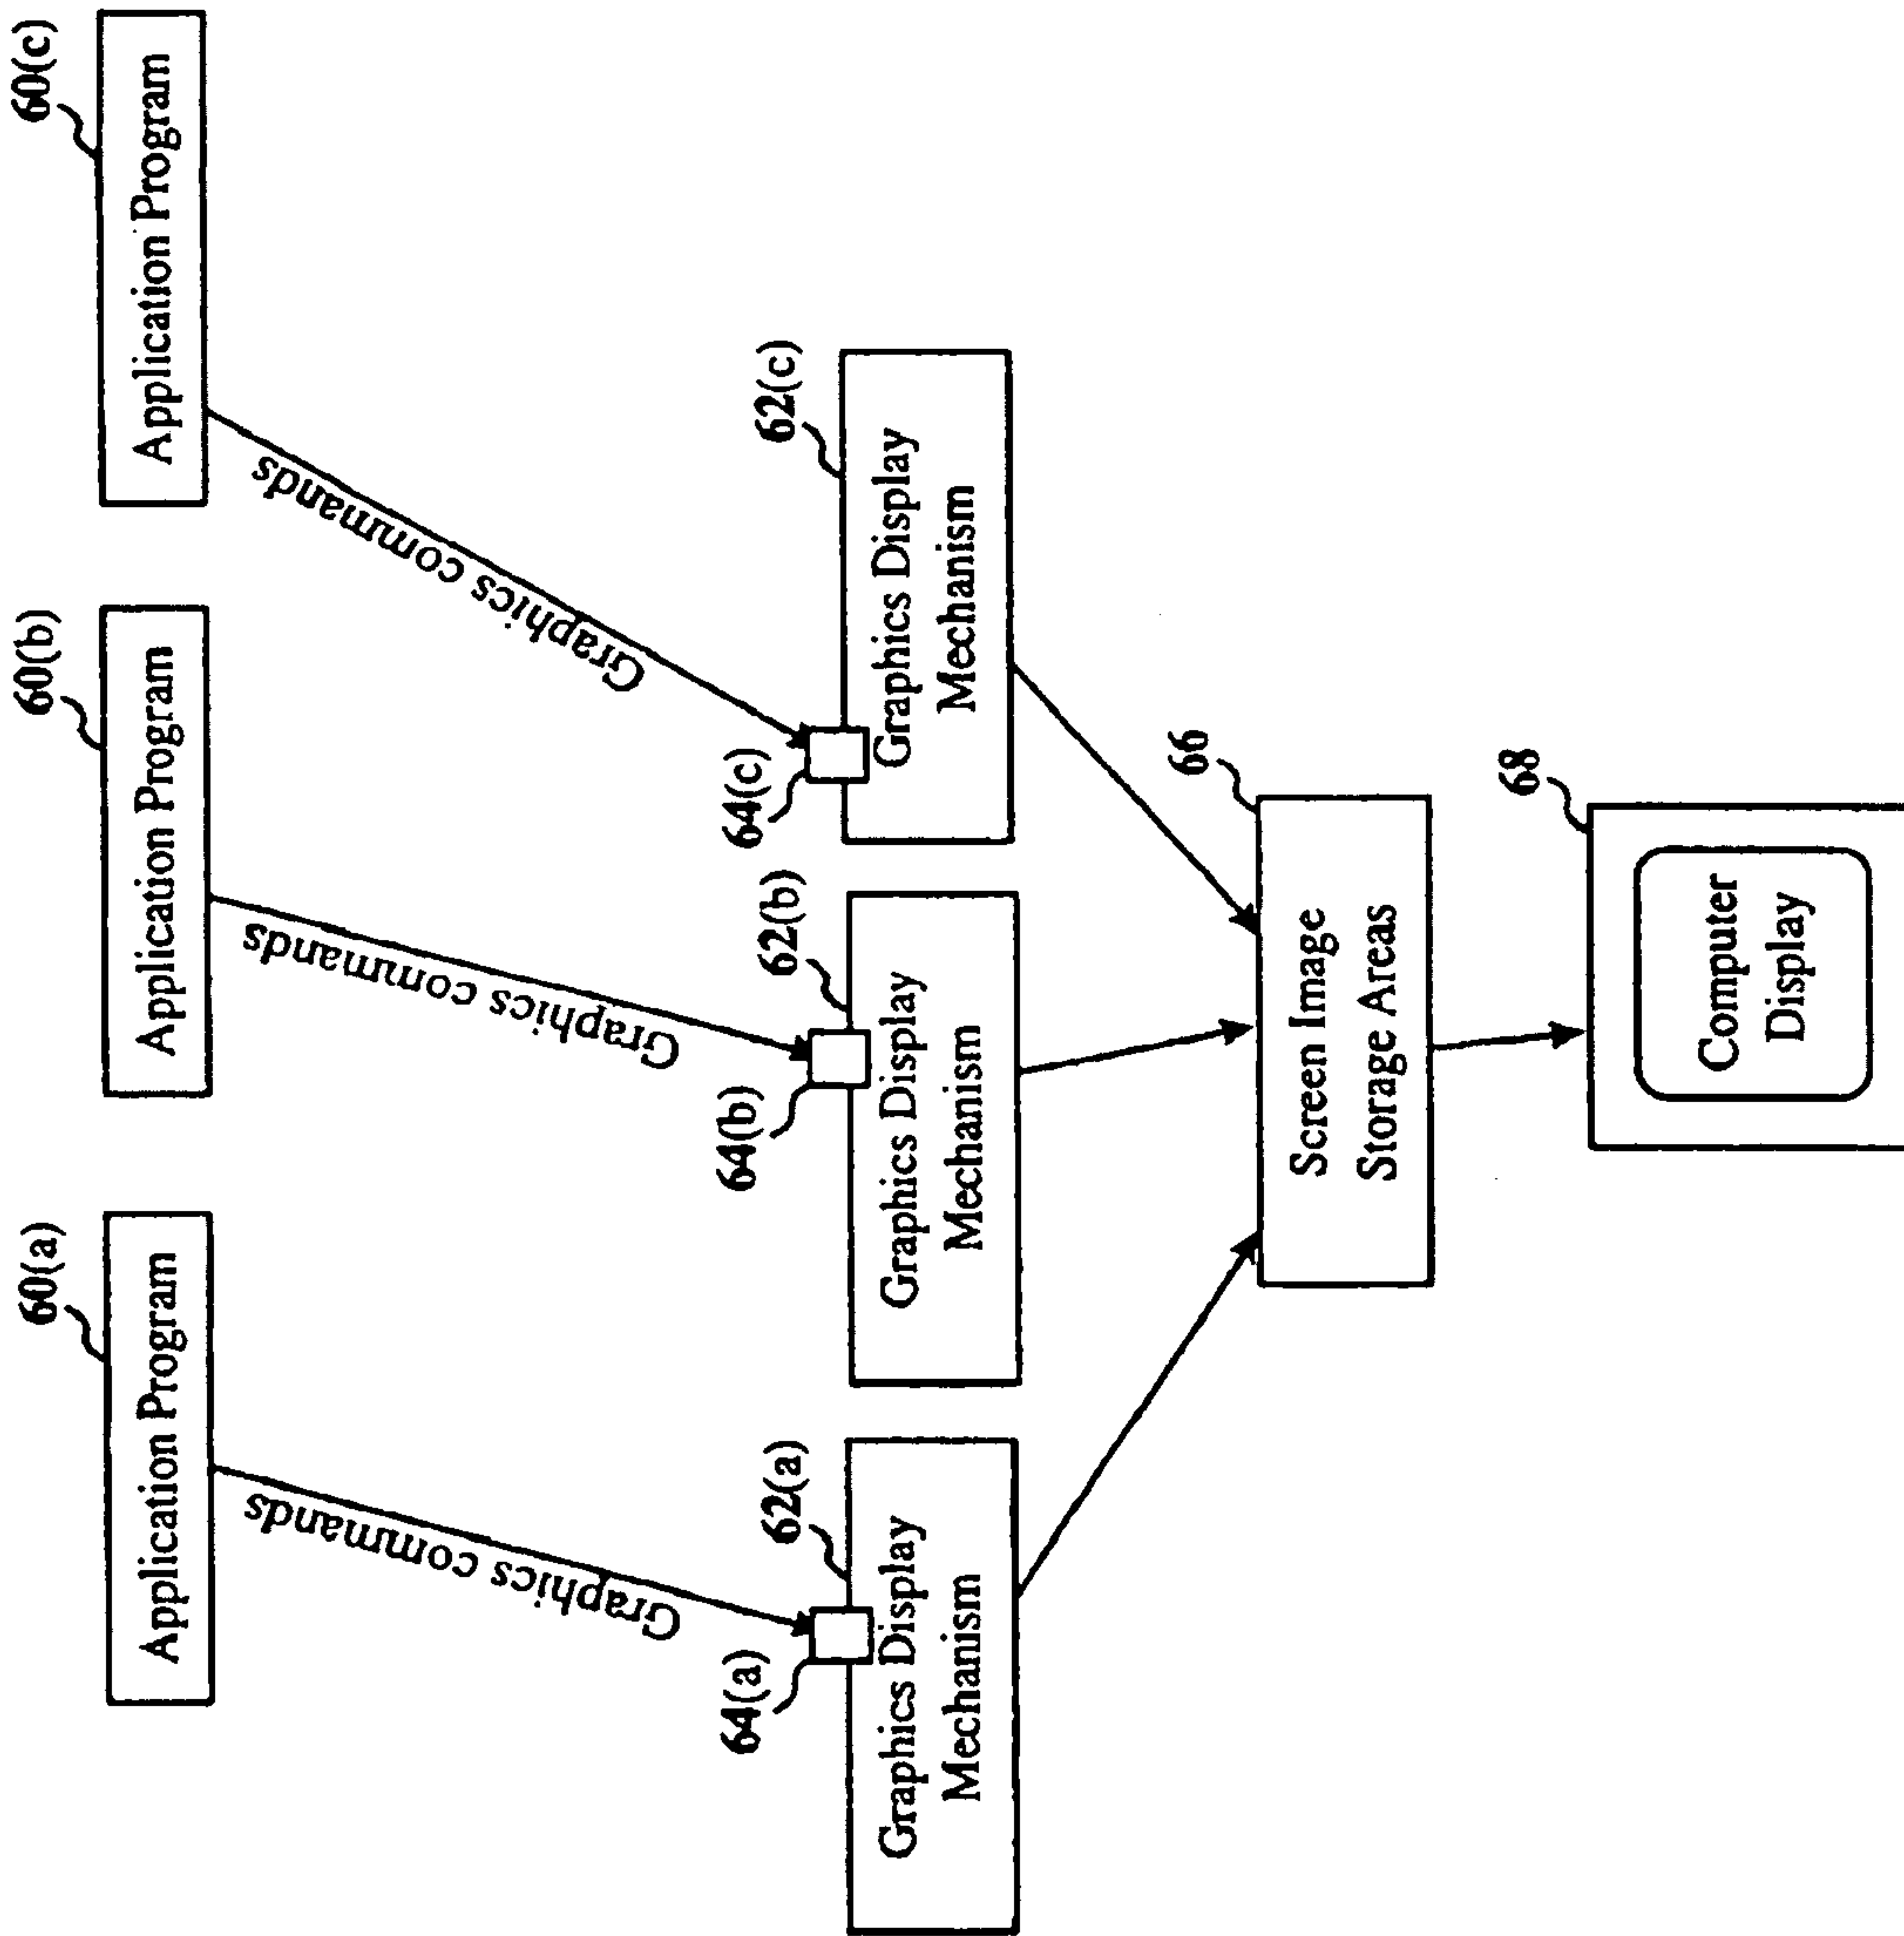 60(a)
60(b)
60(c)
Application Program
Application Program
Application Program
Graphics commands
Graphics commands
Graphics commands
64(a)
62(a)
64(b)
62(b)
64(c)
62(c)
Graphics Display
Mechanism
Graphics Display
Mechanism
Graphics Display
Mechanism
66
Screen Image
Storage Areas
68
Computer
Display